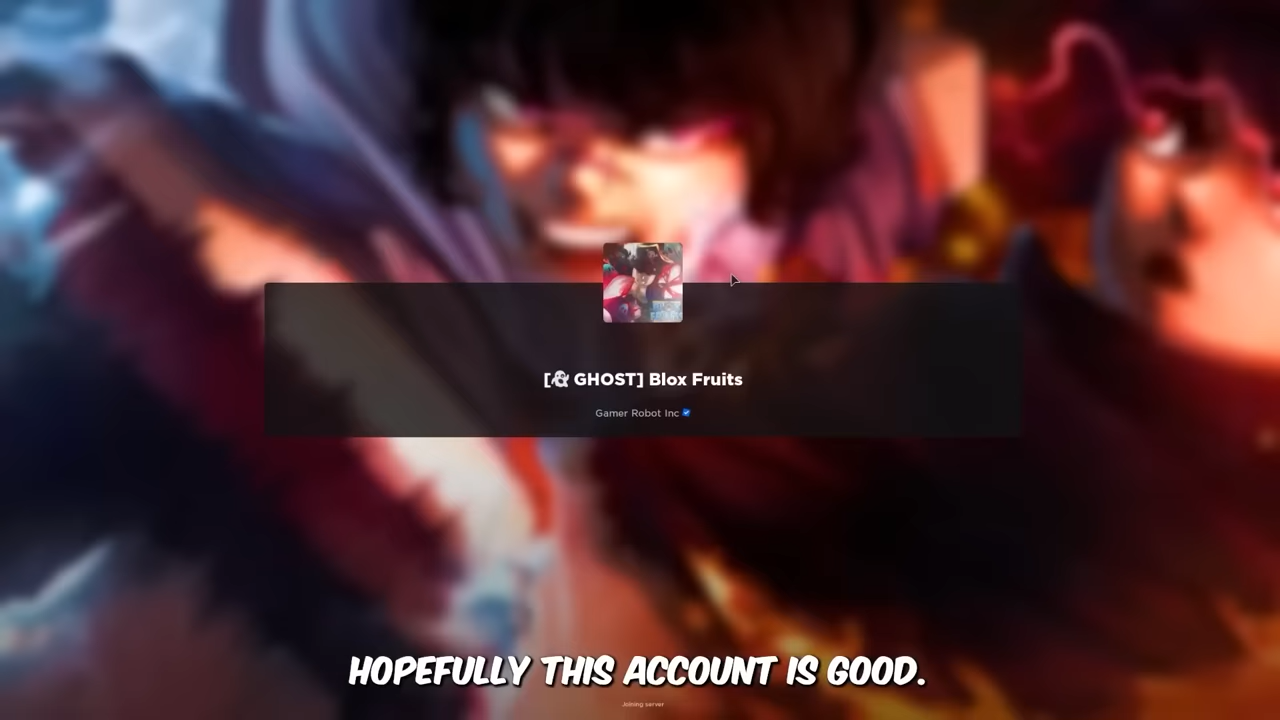 [👻 GHOST] Blox Fruits
Gamer Robot Inc
HOPEFULLY THIS ACCOUNT IS GOOD.
Joining server